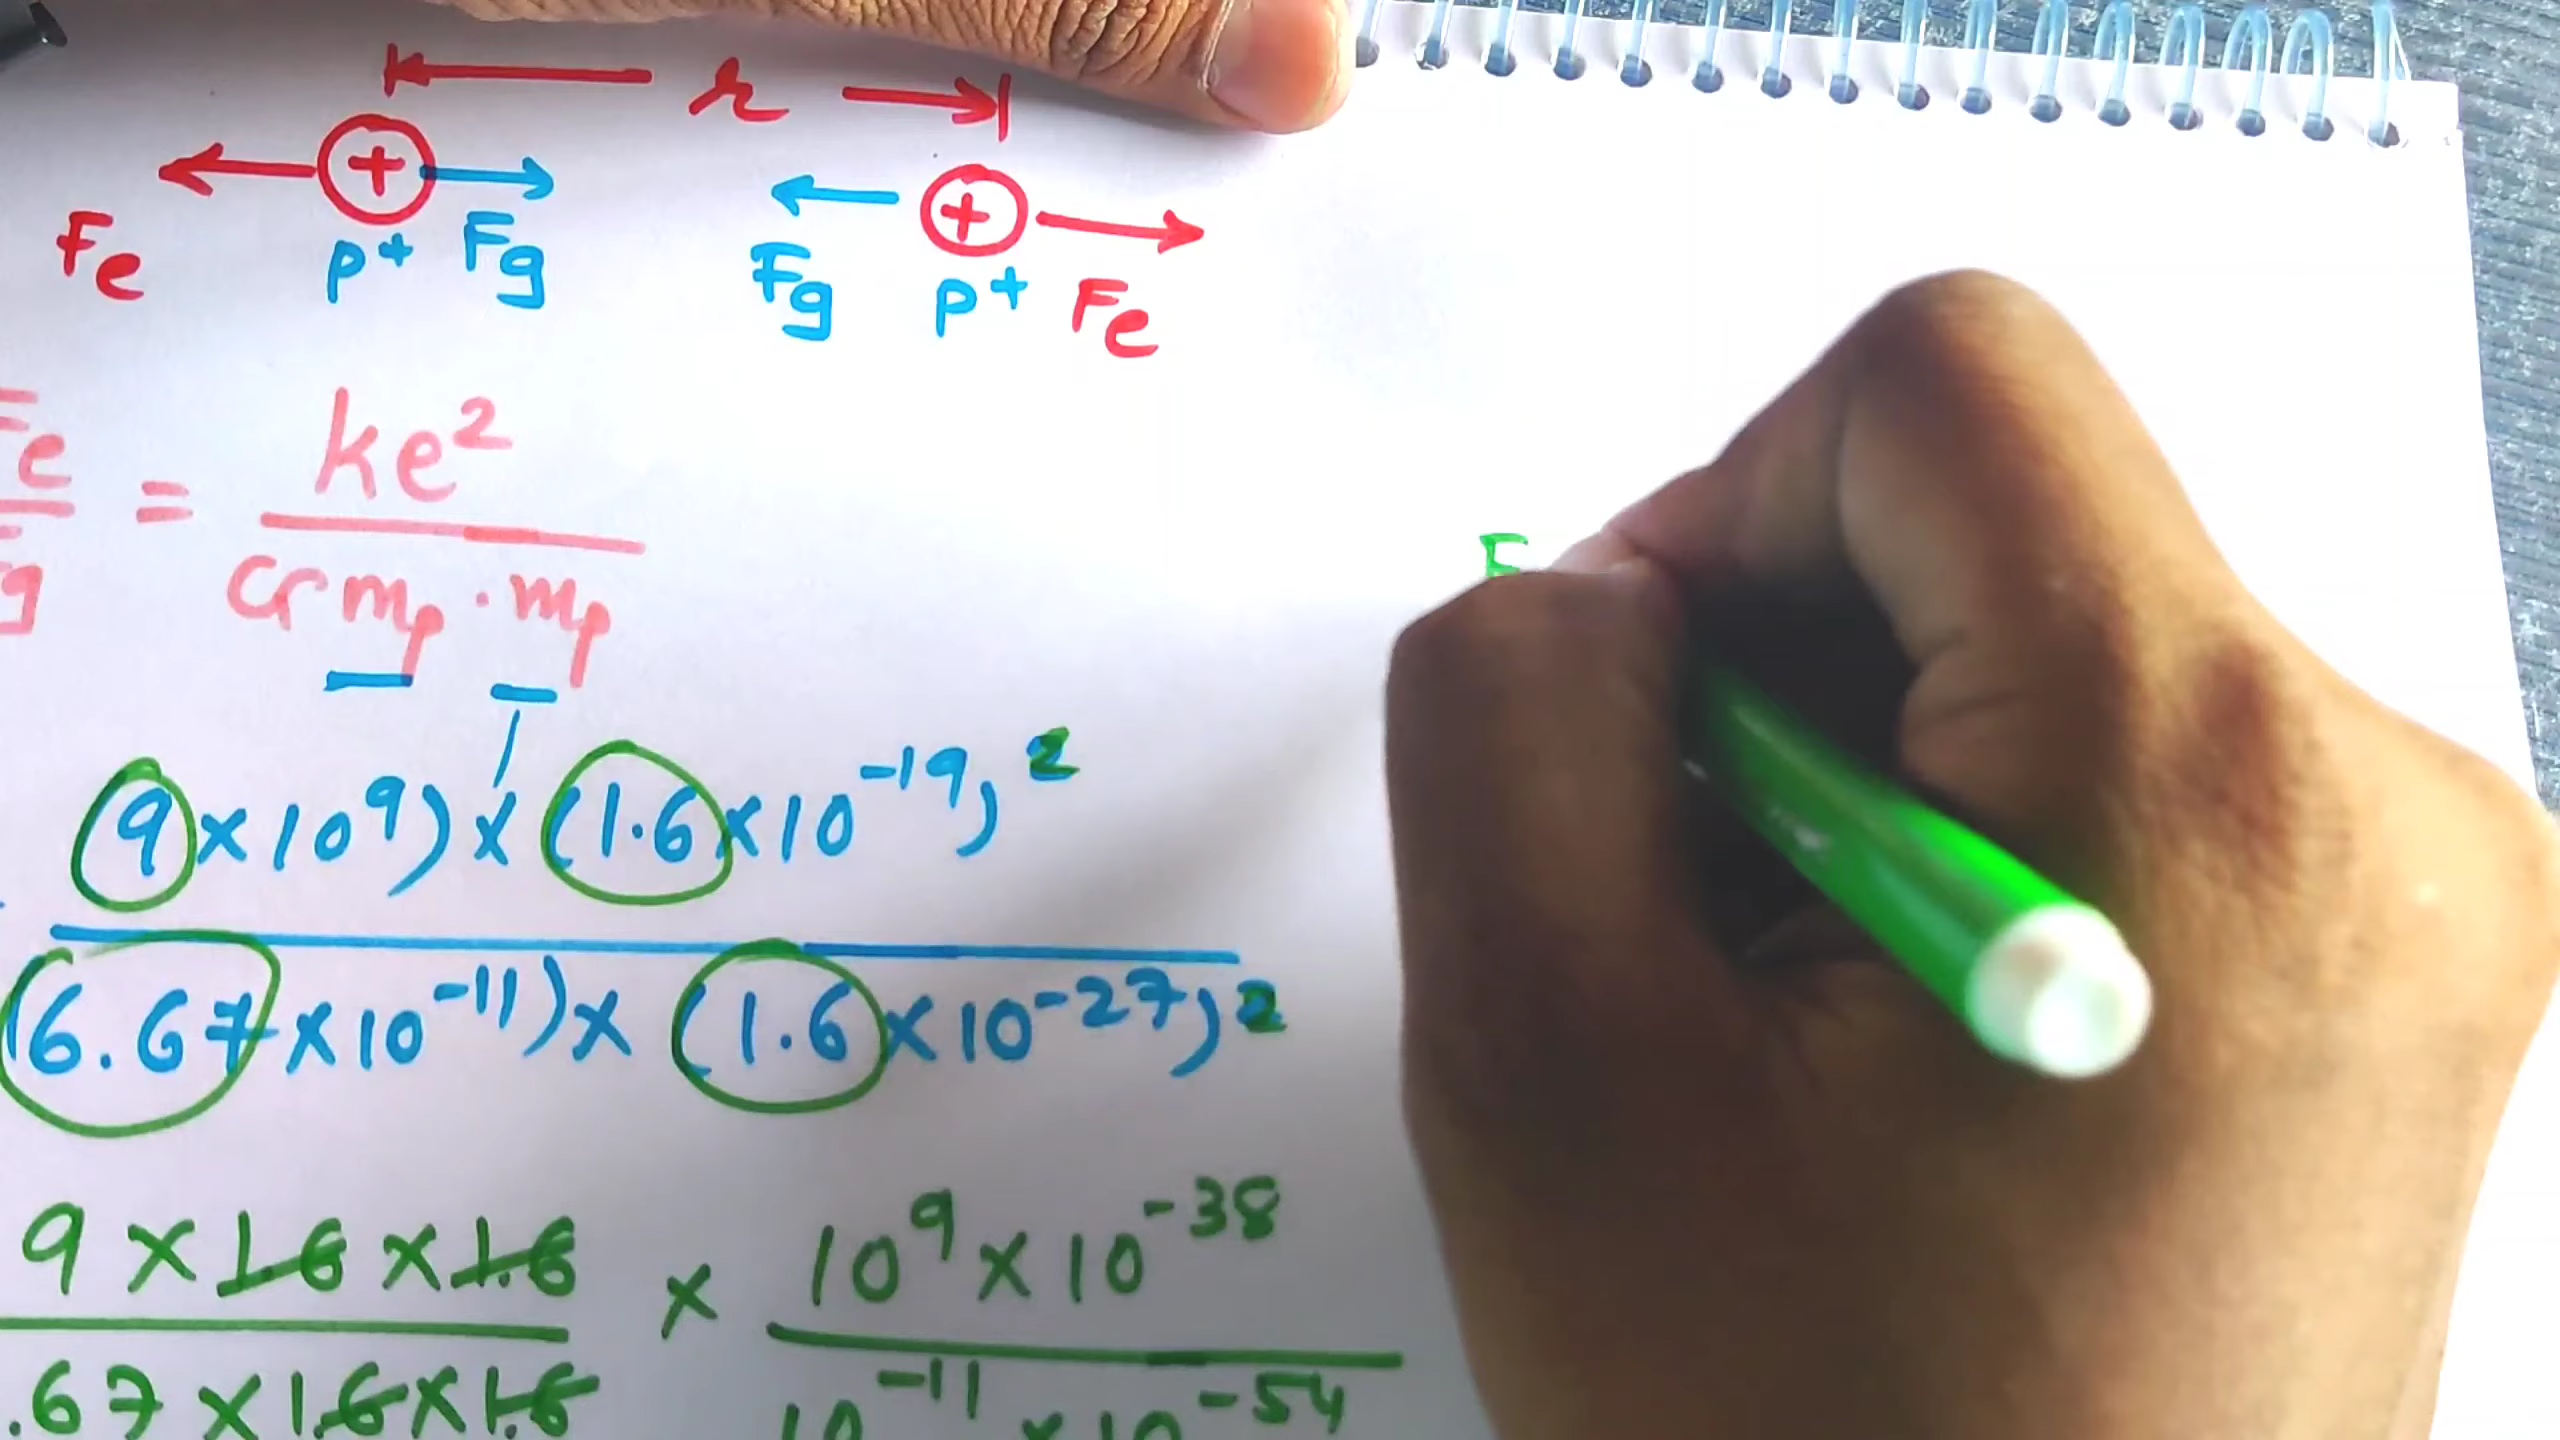 r
+ +
Fe p+ Fg Fg p+ Fe
Fe/Fg = ke²/G mp · mp
(9×10⁹) × (1.6×10⁻¹⁹)²
(6.67×10⁻¹¹)× (1.6×10⁻²⁷)²
9×1.6×1.6 × 10⁹×10⁻³⁸
.67×1.6×1.6 10⁻¹¹×10⁻⁵⁴
F